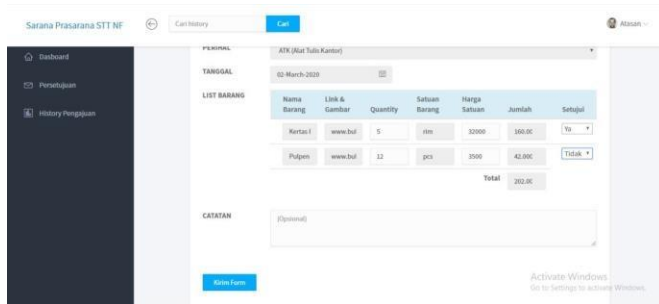 Sarana Prasarana STT NF
Cari history
Cari
Atasan
Dasboard
Persetujuan
History Pengajuan
PERIHAL
ATK (Alat Tulis Kantor)
TANGGAL
02-March-2020
LIST BARANG
Nama Barang Link & Gambar Quantity Satuan Barang Harga Satuan Jumlah Setujui
Kertas I www.bul 5 rim 32000 160.00 Ya
Pulpen www.bul 12 pcs 3500 42.000 Tidak
Total 202.00
CATATAN
(Opsional)
Kirim Form
Activate Windows
Go to Settings to activate Windows.